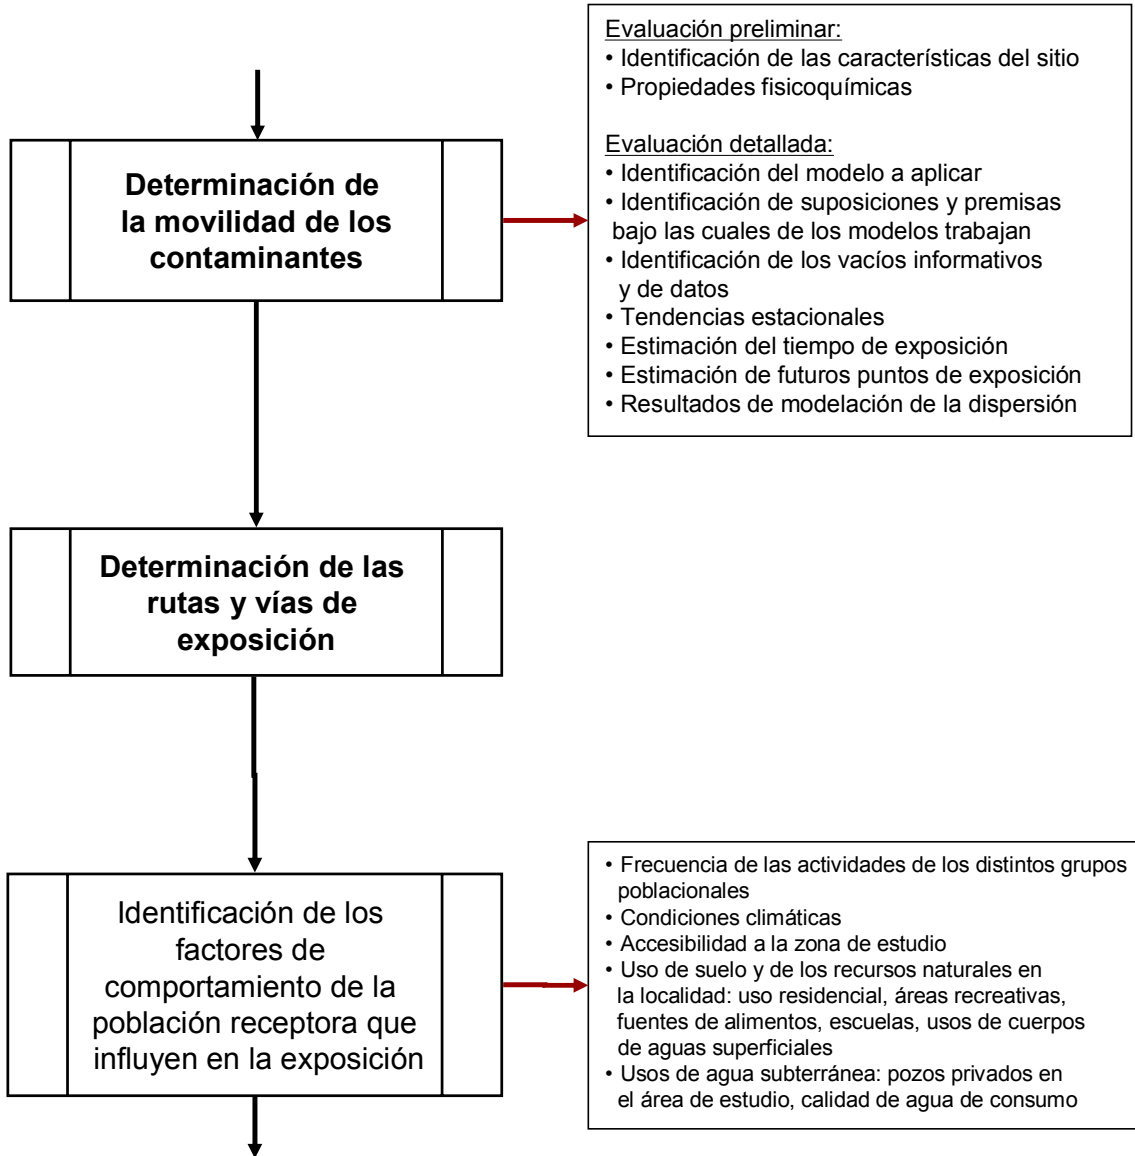 Evaluación preliminar:
• Identificación de las características del sitio
• Propiedades fisicoquímicas
Evaluación detallada:
• Identificación del modelo a aplicar
• Identificación de suposiciones y premisas
bajo las cuales de los modelos trabajan
• Identificación de los vacíos informativos
y de datos
• Tendencias estacionales
• Estimación del tiempo de exposición
• Estimación de futuros puntos de exposición
• Resultados de modelación de la dispersión
Determinación de
la movilidad de los
contaminantes
Determinación de las
rutas y vías de
exposición
Identificación de los
factores de
comportamiento de la
población receptora que
influyen en la exposición
• Frecuencia de las actividades de los distintos grupos
poblacionales
• Condiciones climáticas
• Accesibilidad a la zona de estudio
• Uso de suelo y de los recursos naturales en
la localidad: uso residencial, áreas recreativas,
fuentes de alimentos, escuelas, usos de cuerpos
de aguas superficiales
• Usos de agua subterránea: pozos privados en
el área de estudio, calidad de agua de consumo